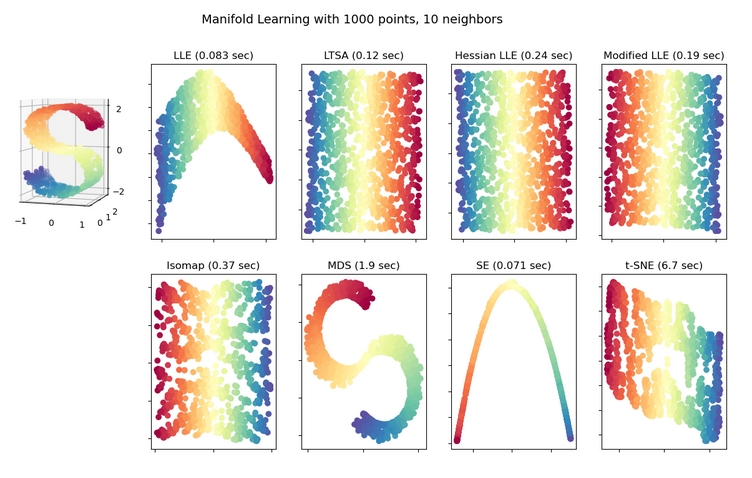 Manifold Learning with 1000 points, 10 neighbors
LLE (0.083 sec)
LTSA (0.12 sec)
Hessian LLE (0.24 sec)
Modified LLE (0.19 sec)
2
0
−2
−1
0
1
0
1
2
Isomap (0.37 sec)
MDS (1.9 sec)
SE (0.071 sec)
t-SNE (6.7 sec)